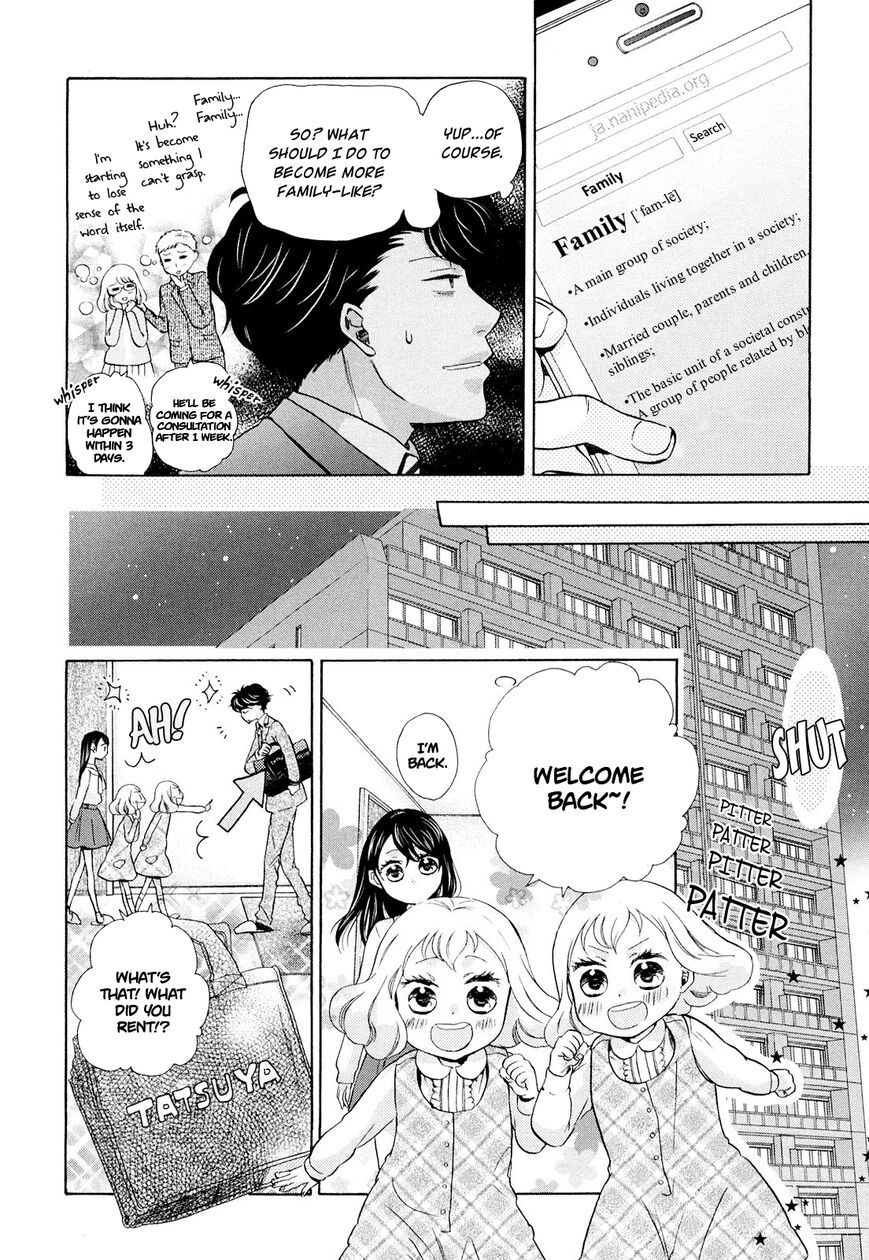 ja.nanipedia.org
Search
Family
Family [ˈfam-lē]
•A main group of society;
•Individuals living together in a society;
•Married couple, parents and children,
siblings;
•The basic unit of a societal
A group of people related by
YUP...OF
COURSE.
SO? WHAT
SHOULD I DO TO
BECOME MORE
FAMILY-LIKE?
Family...
Family...
Huh?
It's become
something I
can't grasp.
I'm
starting
to lose
sense of the
word itself.
whisper
HE'LL BE
COMING FOR A
CONSULTATION
AFTER 1 WEEK.
whisper
I THINK
IT'S GONNA
HAPPEN
WITHIN 3
DAYS.
SHUT
PITTER
PATTER
PITTER
PATTER
WELCOME
BACK~!
I'M
BACK.
AH!
WHAT'S
THAT! WHAT
DID YOU
RENT!?
TATSUYA